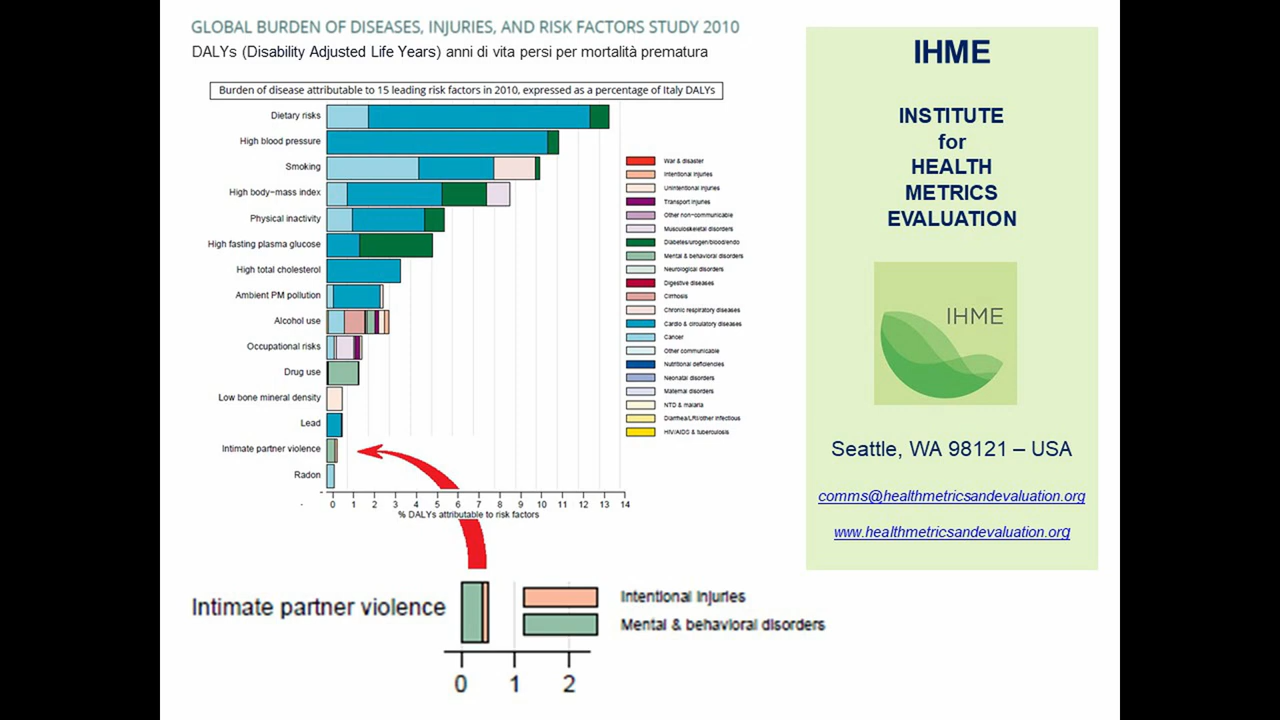 GLOBAL BURDEN OF DISEASES, INJURIES, AND RISK FACTORS STUDY 2010
DALYs (Disability Adjusted Life Years) anni di vita persi per mortalità prematura
Burden of disease attributable to 15 leading risk factors in 2010, expressed as a percentage of Italy DALYs
Dietary risks
High blood pressure
Smoking
High body-mass index
Physical inactivity
High fasting plasma glucose
High total cholesterol
Ambient PM pollution
Alcohol use
Occupational risks
Drug use
Low bone mineral density
Lead
Intimate partner violence
Radon
- 0 1 2 3 4 5 6 7 8 9 10 11 12 13 14
% DALYs attributable to risk factors
War & disaster
Intentional injuries
Unintentional injuries
Transport injuries
Other non-communicable
Musculoskeletal disorders
Diabetes/urogen/blood/endo
Mental & behavioral disorders
Neurological disorders
Digestive diseases
Cirrhosis
Chronic respiratory diseases
Cardio & circulatory diseases
Cancer
Other communicable
Nutritional deficiencies
Neonatal disorders
Maternal disorders
NTD & malaria
Diarrhea/LRI/other infectious
HIV/AIDS & tuberculosis
Intimate partner violence
Intentional injuries
Mental & behavioral disorders
0 1 2
IHME
INSTITUTE
for
HEALTH
METRICS
EVALUATION
IHME
Seattle, WA 98121 – USA
comms@healthmetricsandevaluation.org
www.healthmetricsandevaluation.org